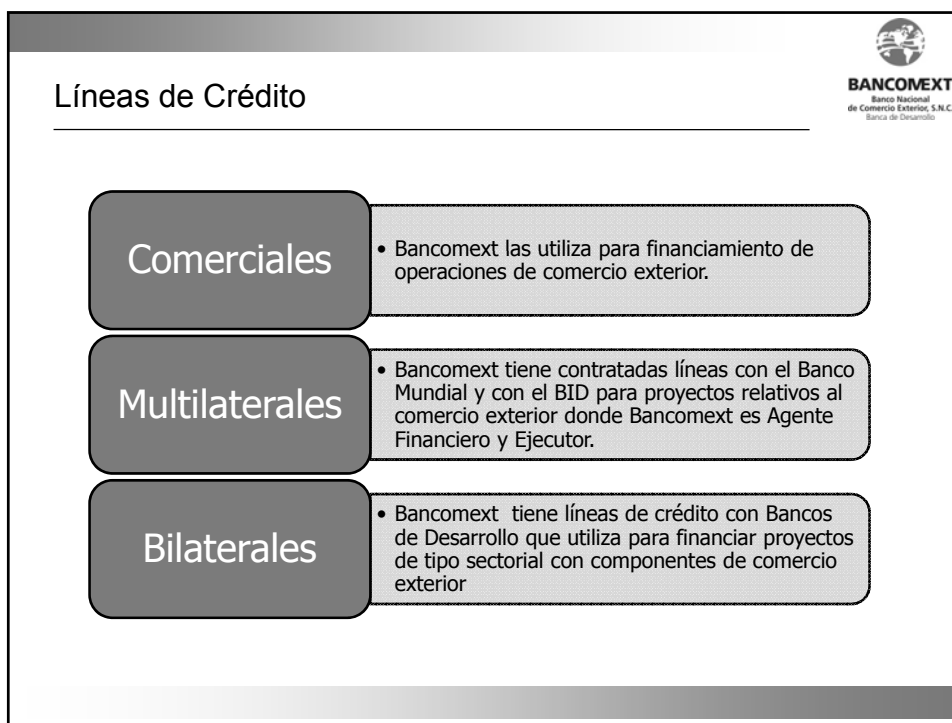 BANCOMEXT
Banco Nacional
de Comercio Exterior, S.N.C.
Banca de Desarrollo
Líneas de Crédito
Comerciales
• Bancomext las utiliza para financiamiento de
operaciones de comercio exterior.
Multilaterales
• Bancomext tiene contratadas líneas con el Banco
Mundial y con el BID para proyectos relativos al
comercio exterior donde Bancomext es Agente
Financiero y Ejecutor.
Bilaterales
• Bancomext tiene líneas de crédito con Bancos
de Desarrollo que utiliza para financiar proyectos
de tipo sectorial con componentes de comercio
exterior